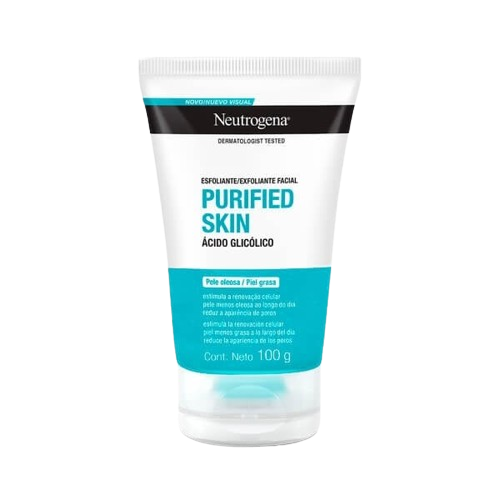 NOVO/NUEVO VISUAL
Neutrogena®
DERMATOLOGIST TESTED
ESFOLIANTE/EXFOLIANTE FACIAL
PURIFIED
SKIN
ÁCIDO GLICÓLICO
Pele oleosa / Piel grasa
estimula a renovação celular
pele menos oleosa ao longo do dia
reduz a aparência de poros
estimula la renovación celular
piel menos grasa a lo largo del día
reduce la apariencia de los poros
Cont. Neto 100 g